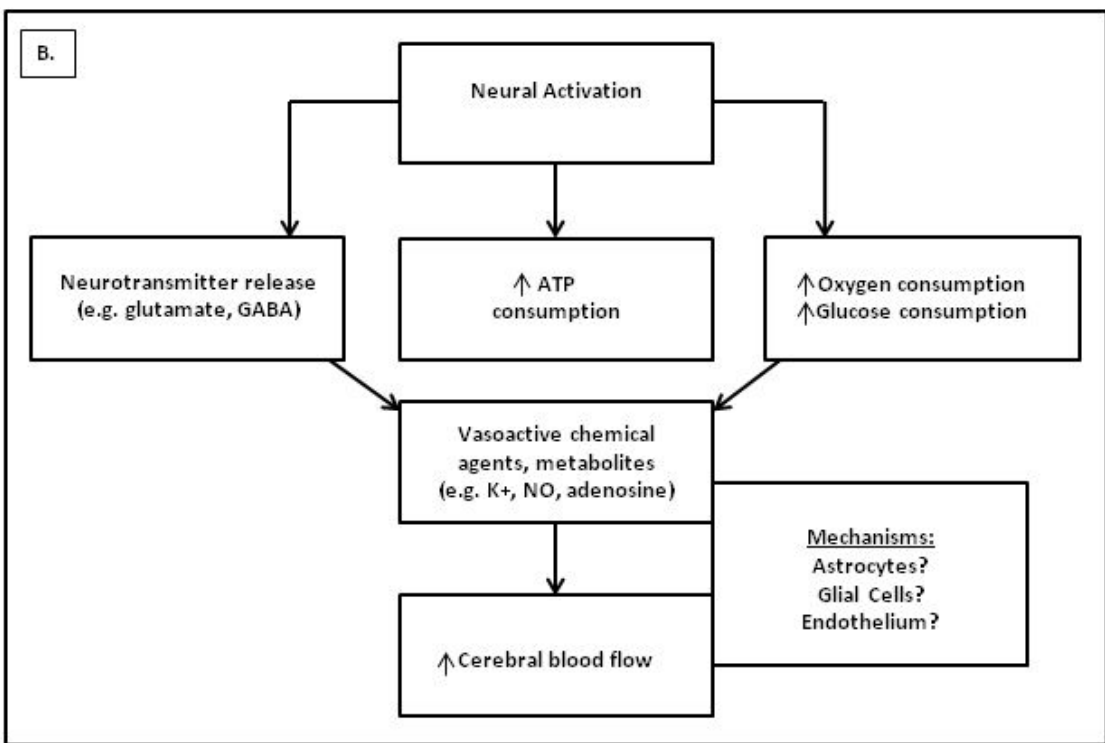 B.
Neural Activation
Neurotransmitter release
(e.g. glutamate, GABA)
↑ ATP
consumption
↑Oxygen consumption
↑Glucose consumption
Vasoactive chemical
agents, metabolites
(e.g. K+, NO, adenosine)
Mechanisms:
Astrocytes?
Glial Cells?
Endothelium?
↑Cerebral blood flow